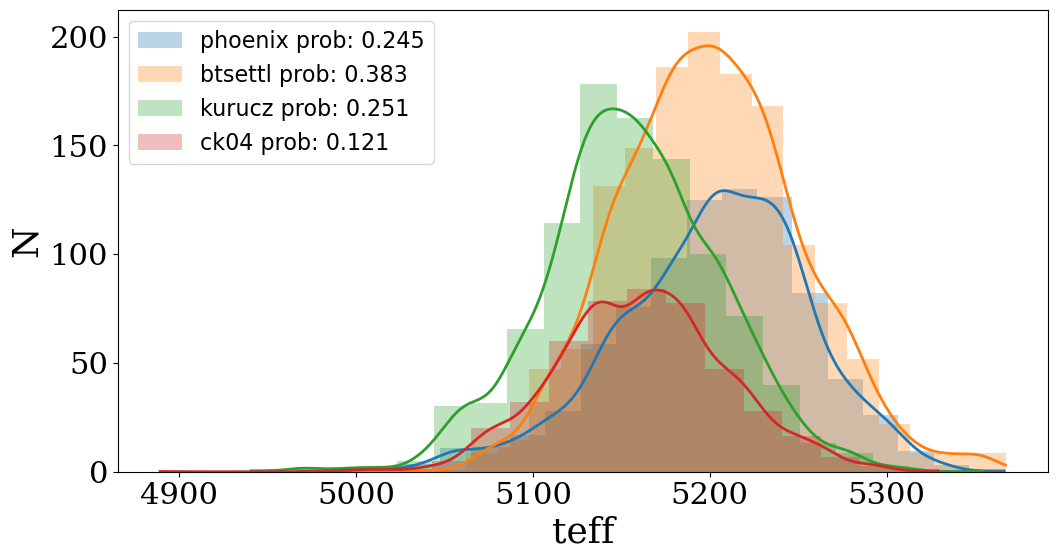 phoenix prob: 0.245
btsettl prob: 0.383
kurucz prob: 0.251
ck04 prob: 0.121
200
150
100
50
0
N
4900 5000 5100 5200 5300
teff